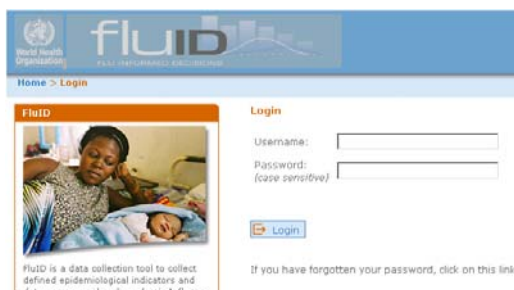 World Health
Organization
fluID
FLU INFORMED DECISIONS
Home > Login
FluID
Login
Username:
Password:
(case sensitive)
Login
If you have forgotten your password, click on this link
FluID is a data collection tool to collect
defined epidemiological indicators and